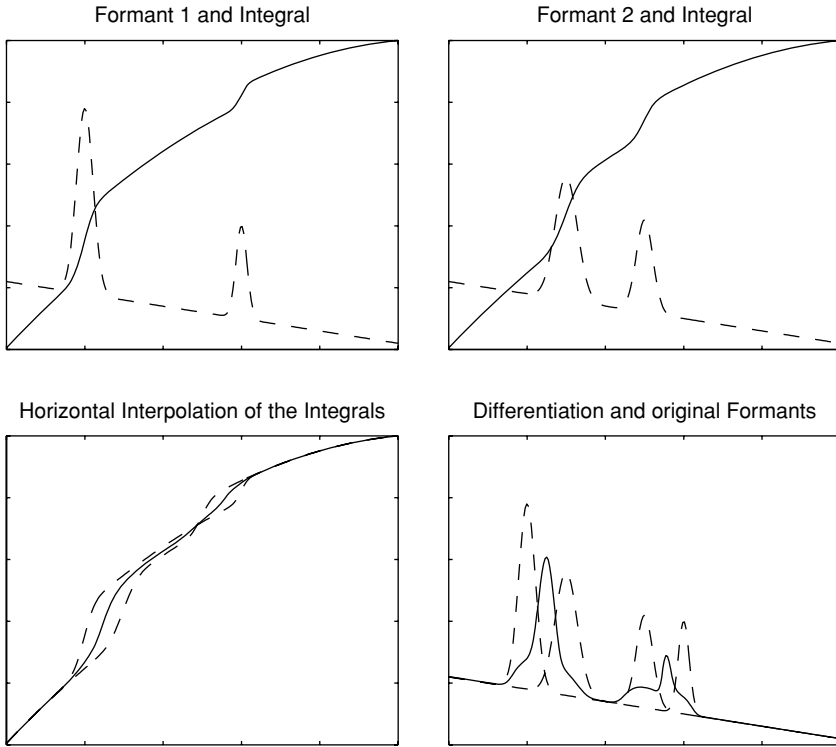 Formant 1 and Integral
Formant 2 and Integral
Horizontal Interpolation of the Integrals
Differentiation and original Formants